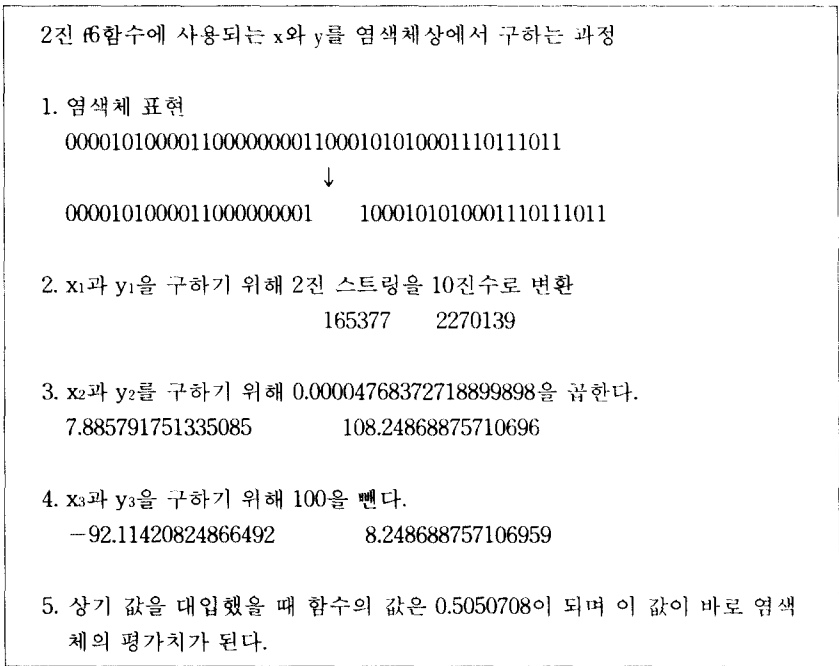 2진 f6함수에 사용되는 x와 y를 염색체상에서 구하는 과정
1. 염색체 표현
00001010000110000000011000101010001110111011
↓
0000101000011000000001 1000101010001110111011
2. x₁과 y₁을 구하기 위해 2진 스트링을 10진수로 변환
165377 2270139
3. x₂과 y₂를 구하기 위해 0.00004768372718899898을 곱한다.
7.885791751335085 108.24868875710696
4. x₃과 y₃을 구하기 위해 100을 뺀다.
−92.11420824866492 8.248688757106959
5. 상기 값을 대입했을 때 함수의 값은 0.5050708이 되며 이 값이 바로 염색
체의 평가치가 된다.